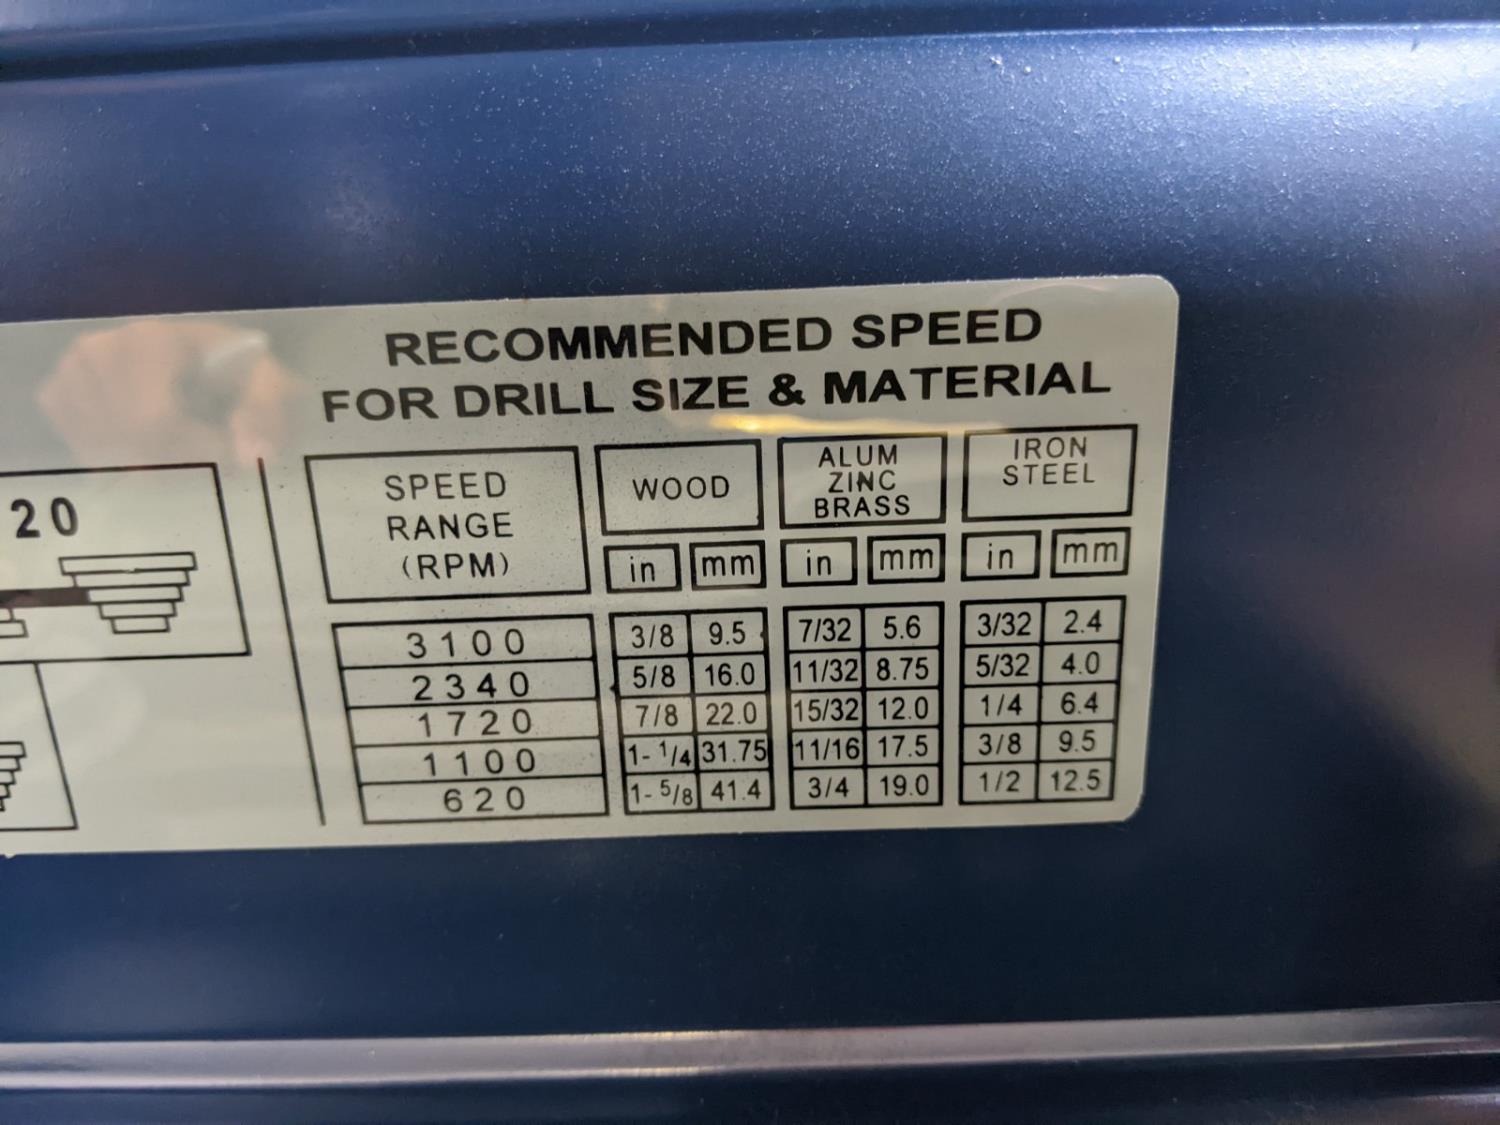 RECOMMENDED SPEED
FOR DRILL SIZE & MATERIAL
20
SPEED
RANGE
(RPM)
WOOD
ALUM
ZINC
BRASS
IRON
STEEL
in mm in mm in mm
3100 3/8 9.5 7/32 5.6 3/32 2.4
2340 5/8 16.0 11/32 8.75 5/32 4.0
1720 7/8 22.0 15/32 12.0 1/4 6.4
1100 1-1/4 31.75 11/16 17.5 3/8 9.5
620 1-5/8 41.4 3/4 19.0 1/2 12.5